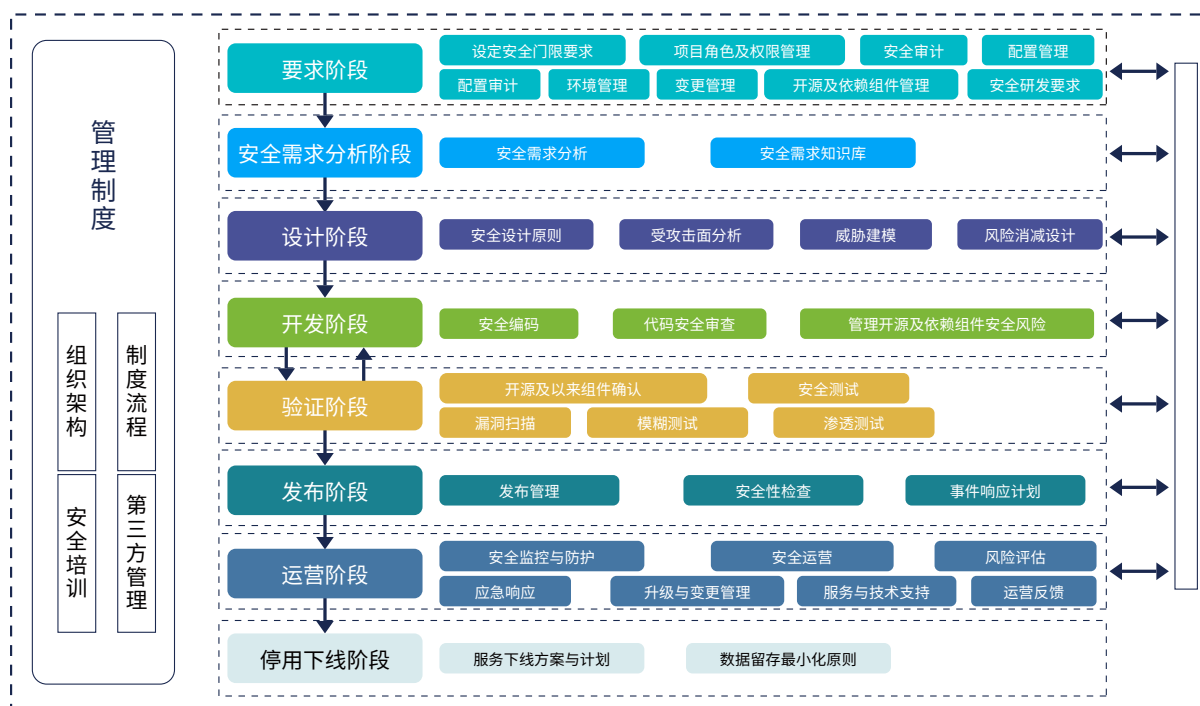 管理制度
组织架构
制度流程
安全培训
第三方管理
要求阶段
设定安全门限要求
项目角色及权限管理
安全审计
配置管理
配置审计
环境管理
变更管理
开源及依赖组件管理
安全研发要求
安全需求分析阶段
安全需求分析
安全需求知识库
设计阶段
安全设计原则
受攻击面分析
威胁建模
风险消减设计
开发阶段
安全编码
代码安全审查
管理开源及依赖组件安全风险
验证阶段
开源及以来组件确认
安全测试
漏洞扫描
模糊测试
渗透测试
发布阶段
发布管理
安全性检查
事件响应计划
运营阶段
安全监控与防护
安全运营
风险评估
应急响应
升级与变更管理
服务与技术支持
运营反馈
停用下线阶段
服务下线方案与计划
数据留存最小化原则